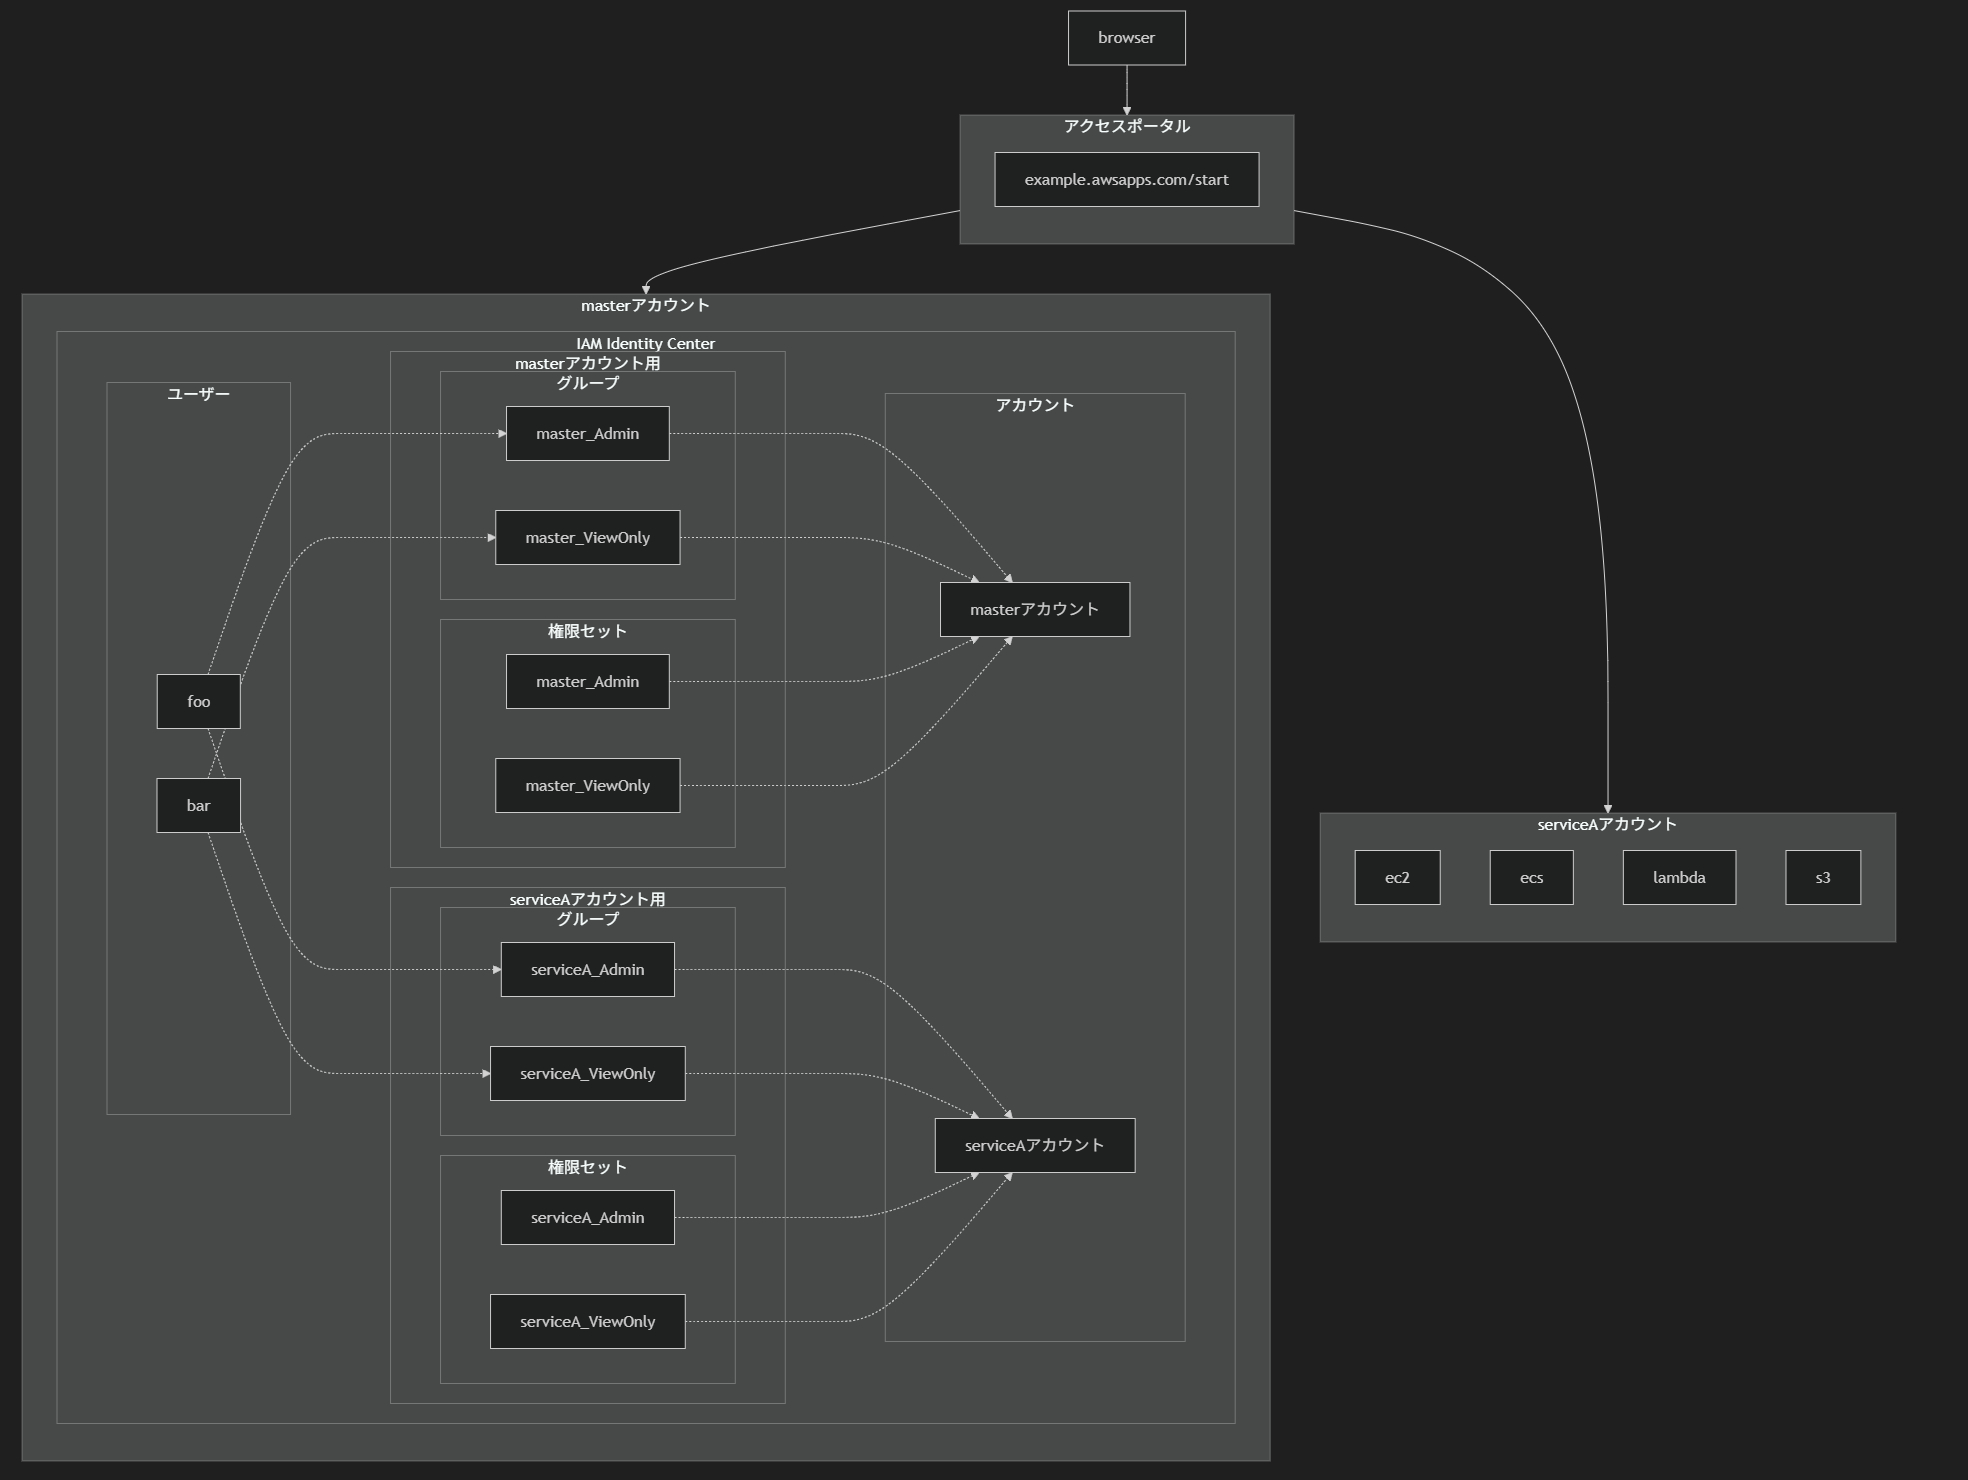 browser
アクセスポータル
example.awsapps.com/start
masterアカウント
IAM Identity Center
ユーザー
foo
bar
masterアカウント用
グループ
master_Admin
master_ViewOnly
権限セット
master_Admin
master_ViewOnly
serviceAアカウント用
グループ
serviceA_Admin
serviceA_ViewOnly
権限セット
serviceA_Admin
serviceA_ViewOnly
アカウント
masterアカウント
serviceAアカウント
serviceAアカウント
ec2
ecs
lambda
s3